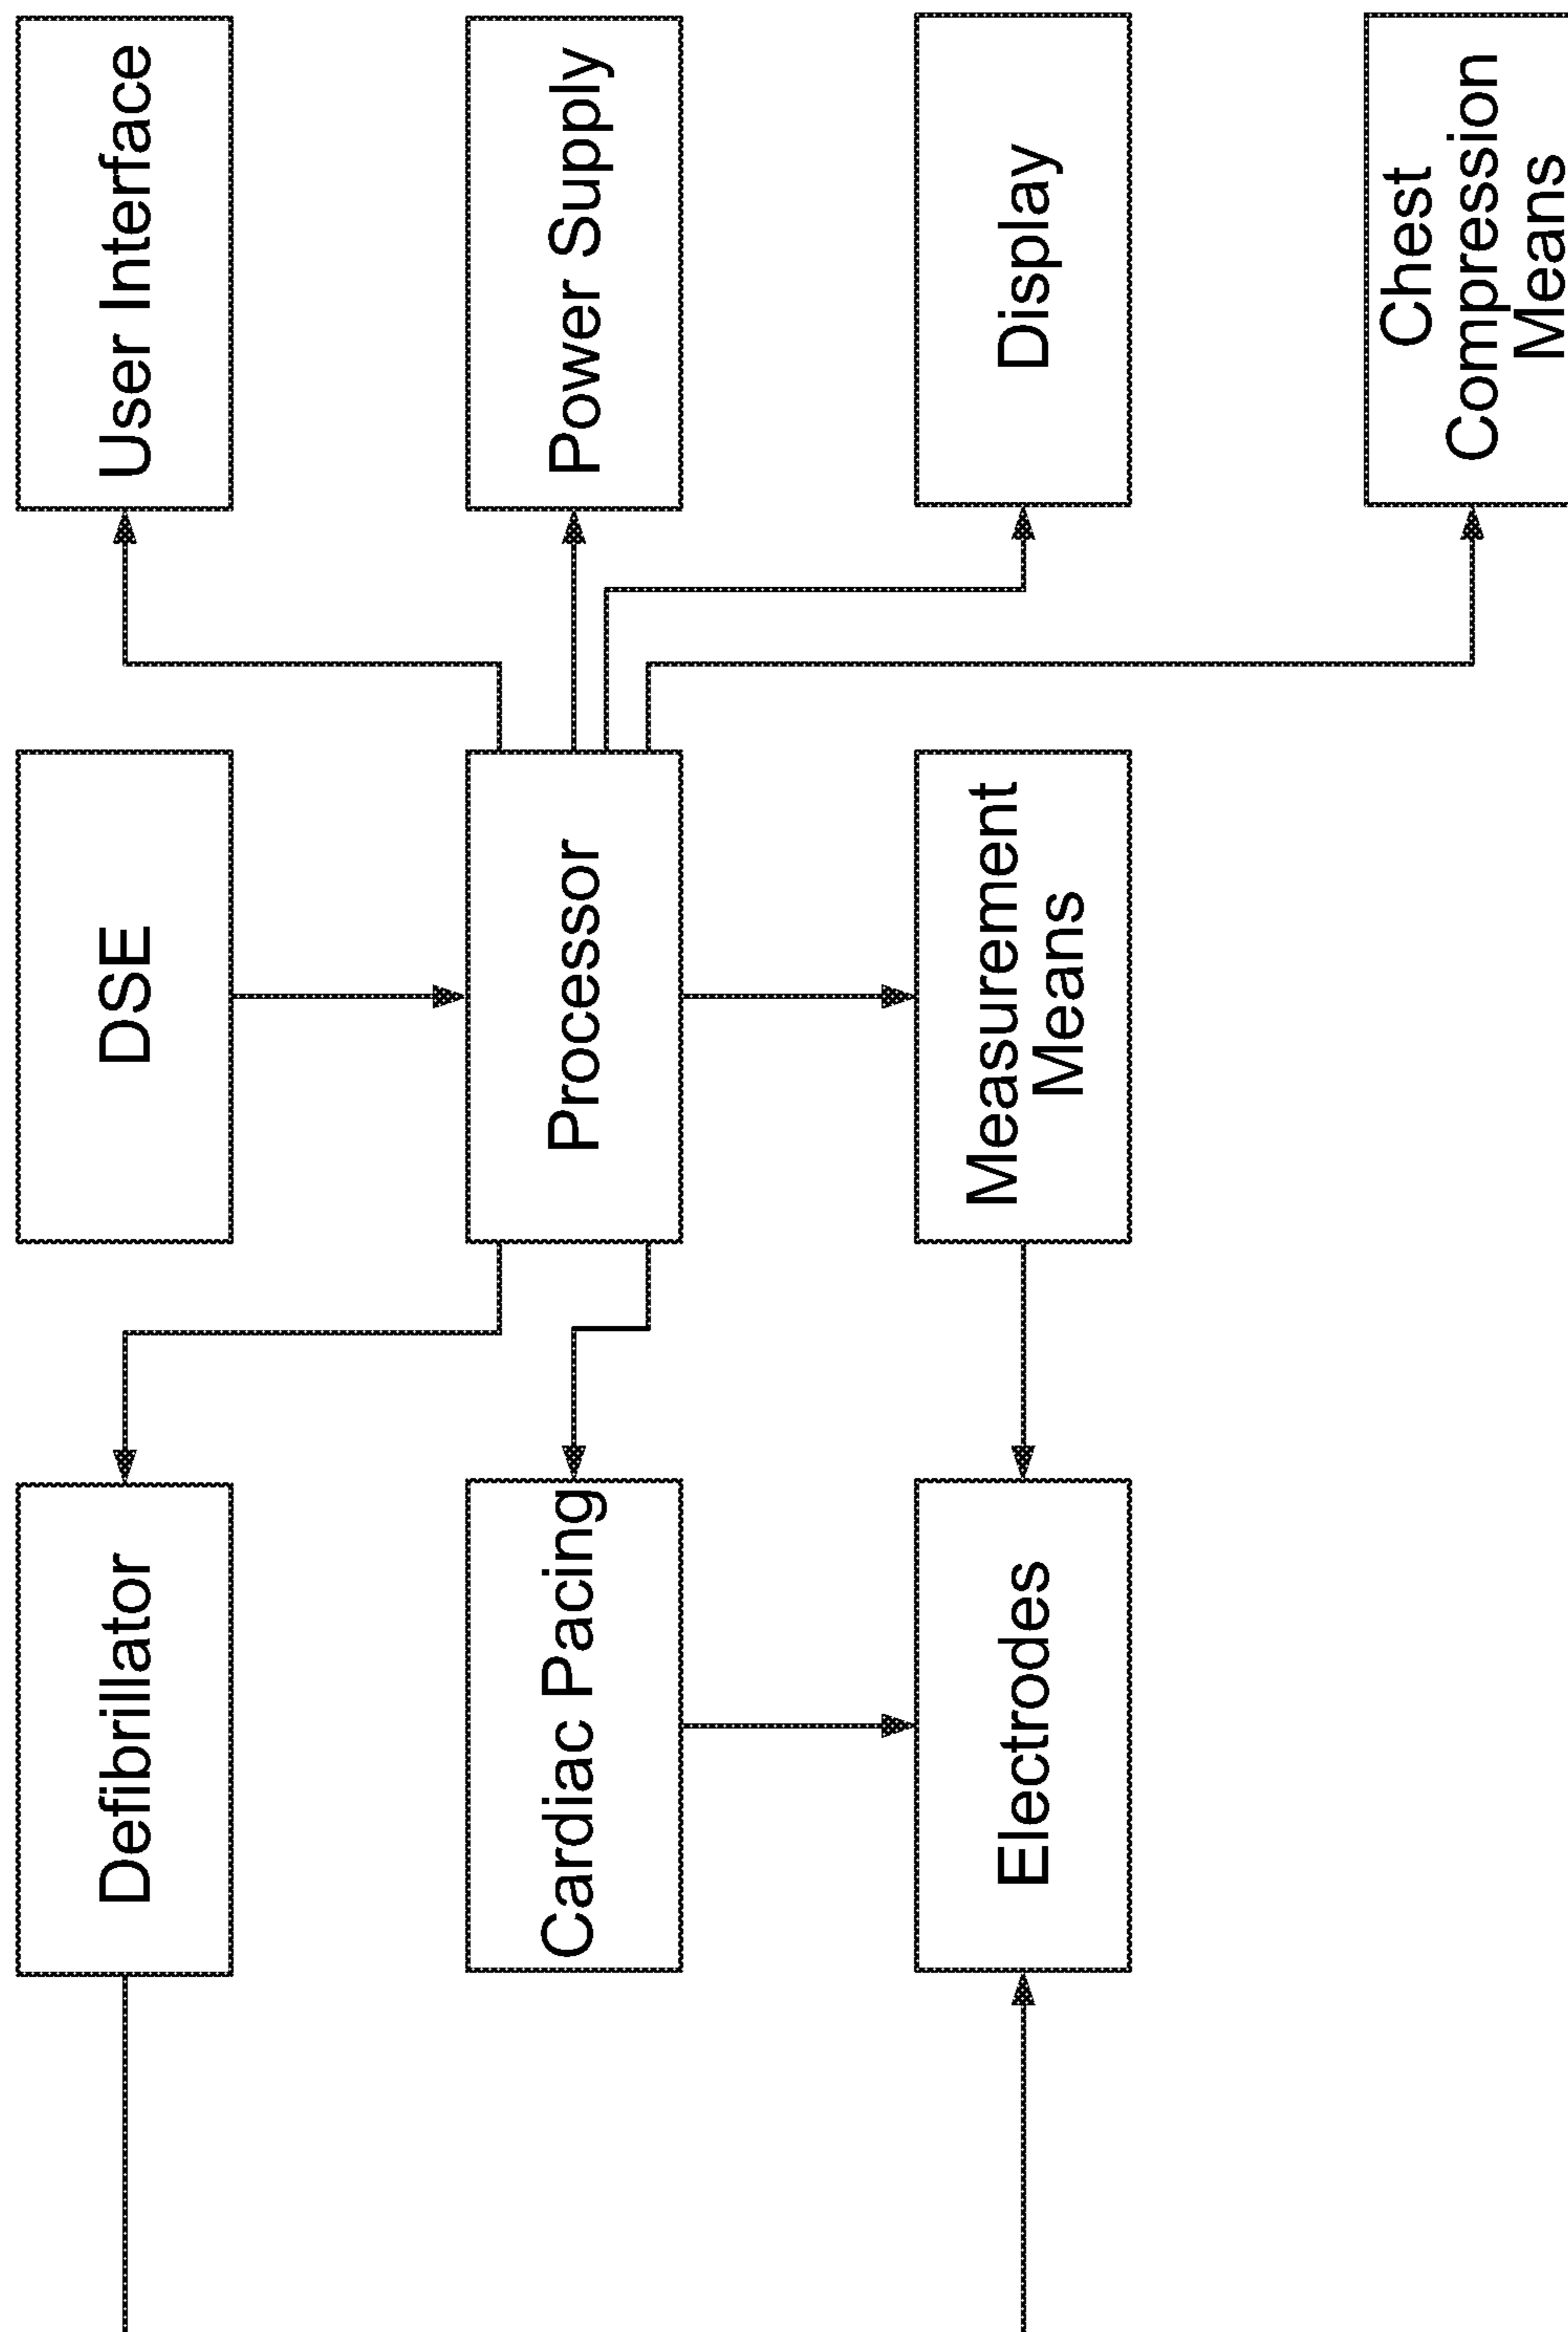 Defibrillator
DSE
User Interface
Cardiac Pacing
Processor
Power Supply
Electrodes
Measurement
Means
Display
Chest
Compression
Means